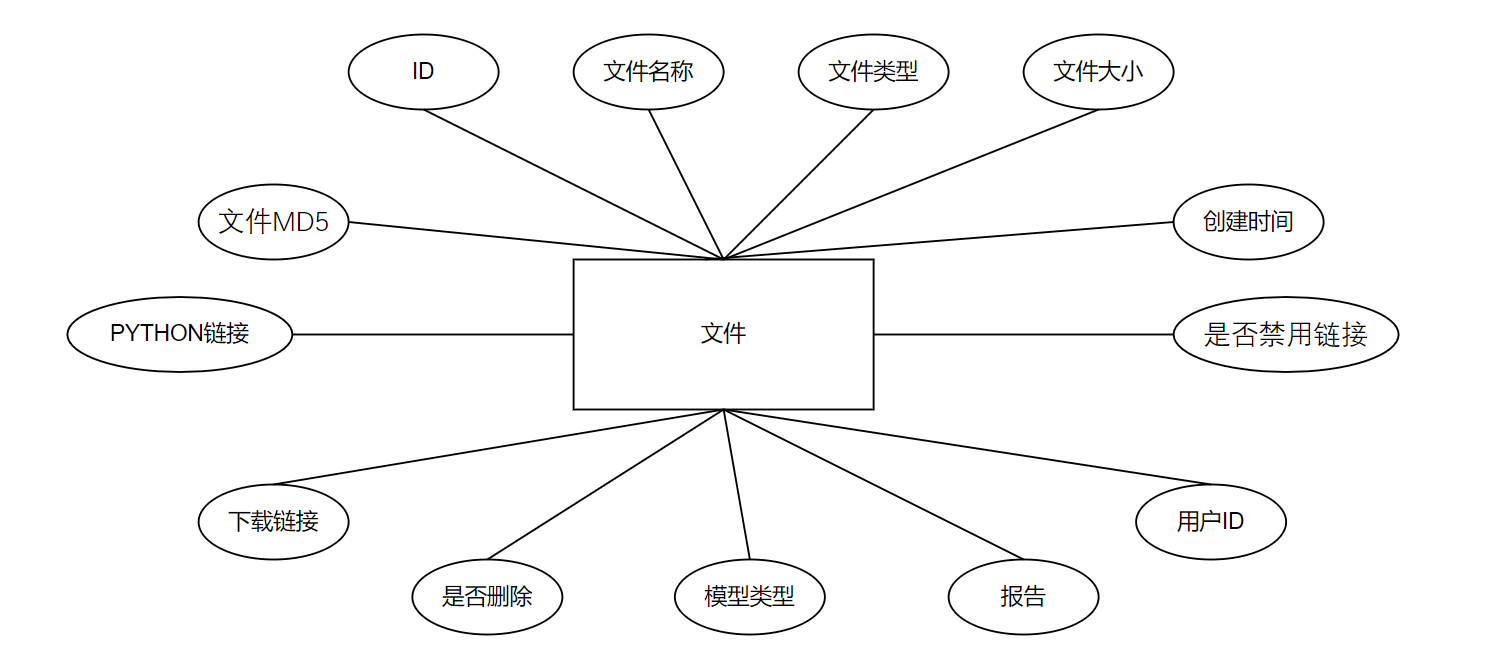 ID
文件名称
文件类型
文件大小
文件MD5
创建时间
PYTHON链接
文件
是否禁用链接
下载链接
用户ID
是否删除
模型类型
报告